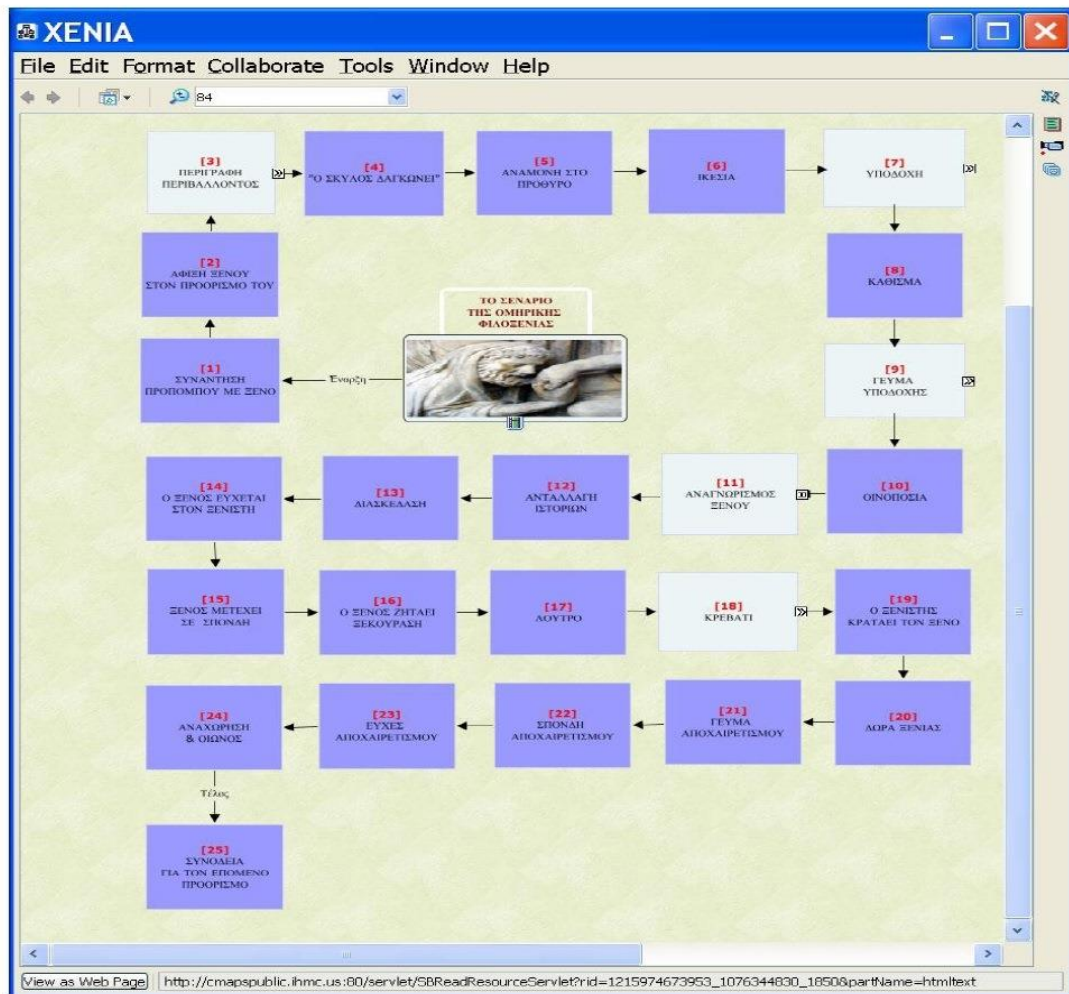 XENIA
File Edit Format Collaborate Tools Window Help
84
[3]
ΠΕΡΙΓΡΑΦΗ
ΠΕΡΙΒΑΛΛΟΝΤΟΣ
[4]
"Ο ΣΚΥΛΟΣ ΔΑΓΚΩΝΕΙ"
[5]
ΑΝΑΜΟΝΗ ΣΤΟ
ΠΡΟΘΥΡΟ
[6]
ΙΚΕΣΙΑ
[7]
ΥΠΟΔΟΧΗ
[2]
ΑΦΙΞΗ ΞΕΝΟΥ
ΣΤΟΝ ΠΡΟΟΡΙΣΜΟ ΤΟΥ
[8]
ΚΑΘΙΣΜΑ
ΤΟ ΣΕΝΑΡΙΟ
ΤΗΣ ΟΜΗΡΙΚΗΣ
ΦΙΛΟΞΕΝΙΑΣ
[1]
ΣΥΝΑΝΤΗΣΗ
ΠΡΟΠΟΜΠΟΥ ΜΕ ΞΕΝΟ
Έναρξη
[9]
ΓΕΥΜΑ
ΥΠΟΔΟΧΗΣ
[14]
Ο ΞΕΝΟΣ ΕΥΧΕΤΑΙ
ΣΤΟΝ ΞΕΝΙΣΤΗ
[13]
ΔΙΑΣΚΕΔΑΣΗ
[12]
ΑΝΤΑΛΛΑΓΗ
ΙΣΤΟΡΙΩΝ
[11]
ΑΝΑΓΝΩΡΙΣΜΟΣ
ΞΕΝΟΥ
[10]
ΟΙΝΟΠΟΣΙΑ
[15]
ΞΕΝΟΣ ΜΕΤΕΧΕΙ
ΣΕ ΣΠΟΝΔΗ
[16]
Ο ΞΕΝΟΣ ΖΗΤΑΕΙ
ΞΕΚΟΥΡΑΣΗ
[17]
ΛΟΥΤΡΟ
[18]
ΚΡΕΒΑΤΙ
[19]
Ο ΞΕΝΙΣΤΗΣ
ΚΡΑΤΑΕΙ ΤΟΝ ΞΕΝΟ
[24]
ΑΝΑΧΩΡΗΣΗ
& ΟΙΩΝΟΣ
[23]
ΕΥΧΕΣ
ΑΠΟΧΑΙΡΕΤΙΣΜΟΥ
[22]
ΣΠΟΝΔΗ
ΑΠΟΧΑΙΡΕΤΙΣΜΟΥ
[21]
ΓΕΥΜΑ
ΑΠΟΧΑΙΡΕΤΙΣΜΟΥ
[20]
ΔΩΡΑ ΞΕΝΙΑΣ
Τέλος
[25]
ΣΥΝΟΔΕΙΑ
ΓΙΑ ΤΟΝ ΕΠΟΜΕΝΟ
ΠΡΟΟΡΙΣΜΟ
View as Web Page http://cmapspublic.ihmc.us:80/servlet/SBReadResourceServlet?rid=1215974673953_1076344830_1850&partName=htmltext